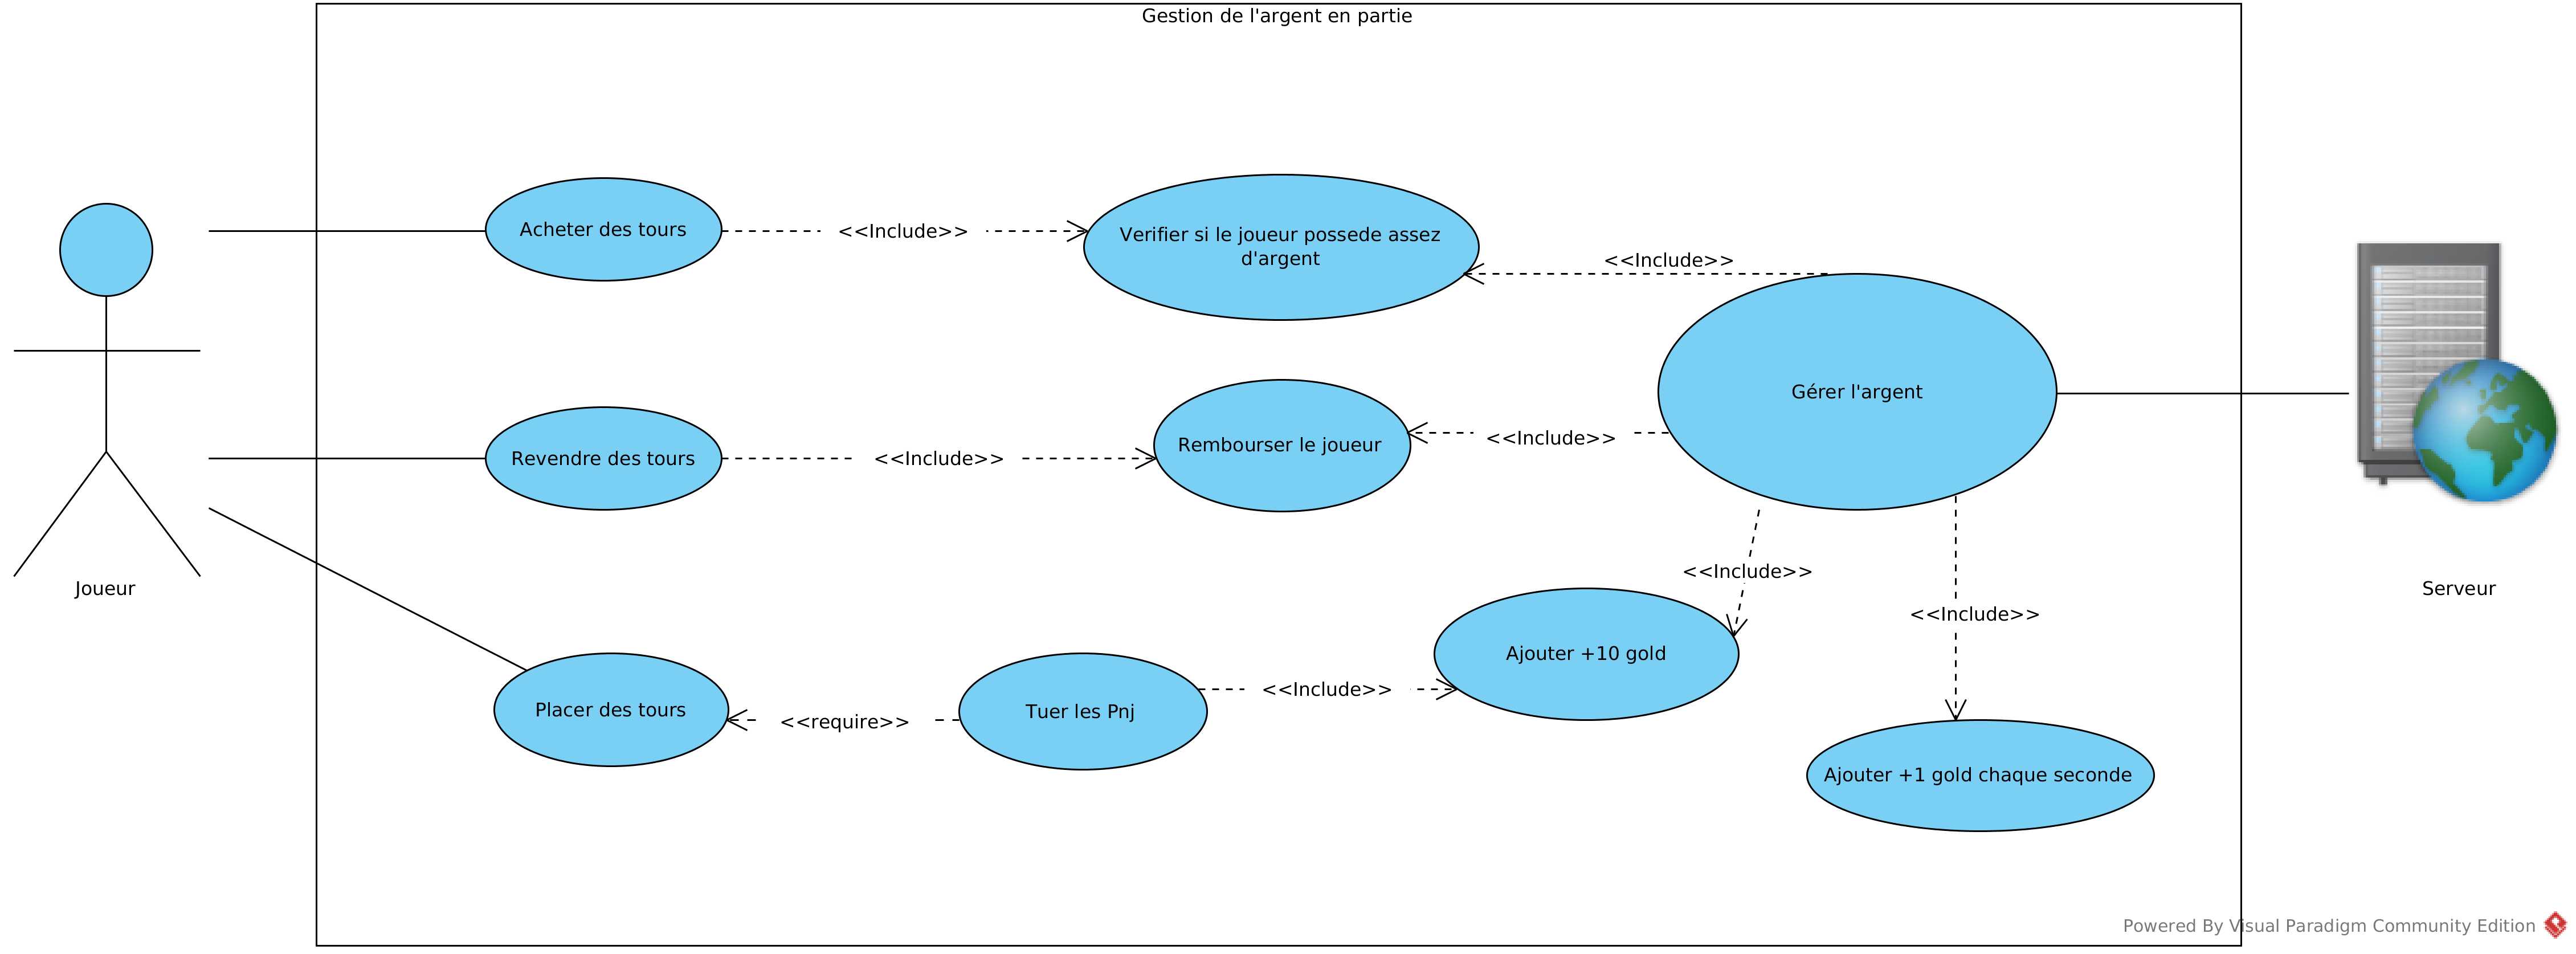 Gestion de l'argent en partie
Acheter des tours
<<Include>>
Verifier si le joueur possede assez
d'argent
<<Include>>
Gérer l'argent
Revendre des tours
<<Include>>
Rembourser le joueur
<<Include>>
Joueur
Serveur
<<Include>>
<<Include>>
Placer des tours
<<require>>
Tuer les Pnj
<<Include>>
Ajouter +10 gold
Ajouter +1 gold chaque seconde
Powered By Visual Paradigm Community Edition